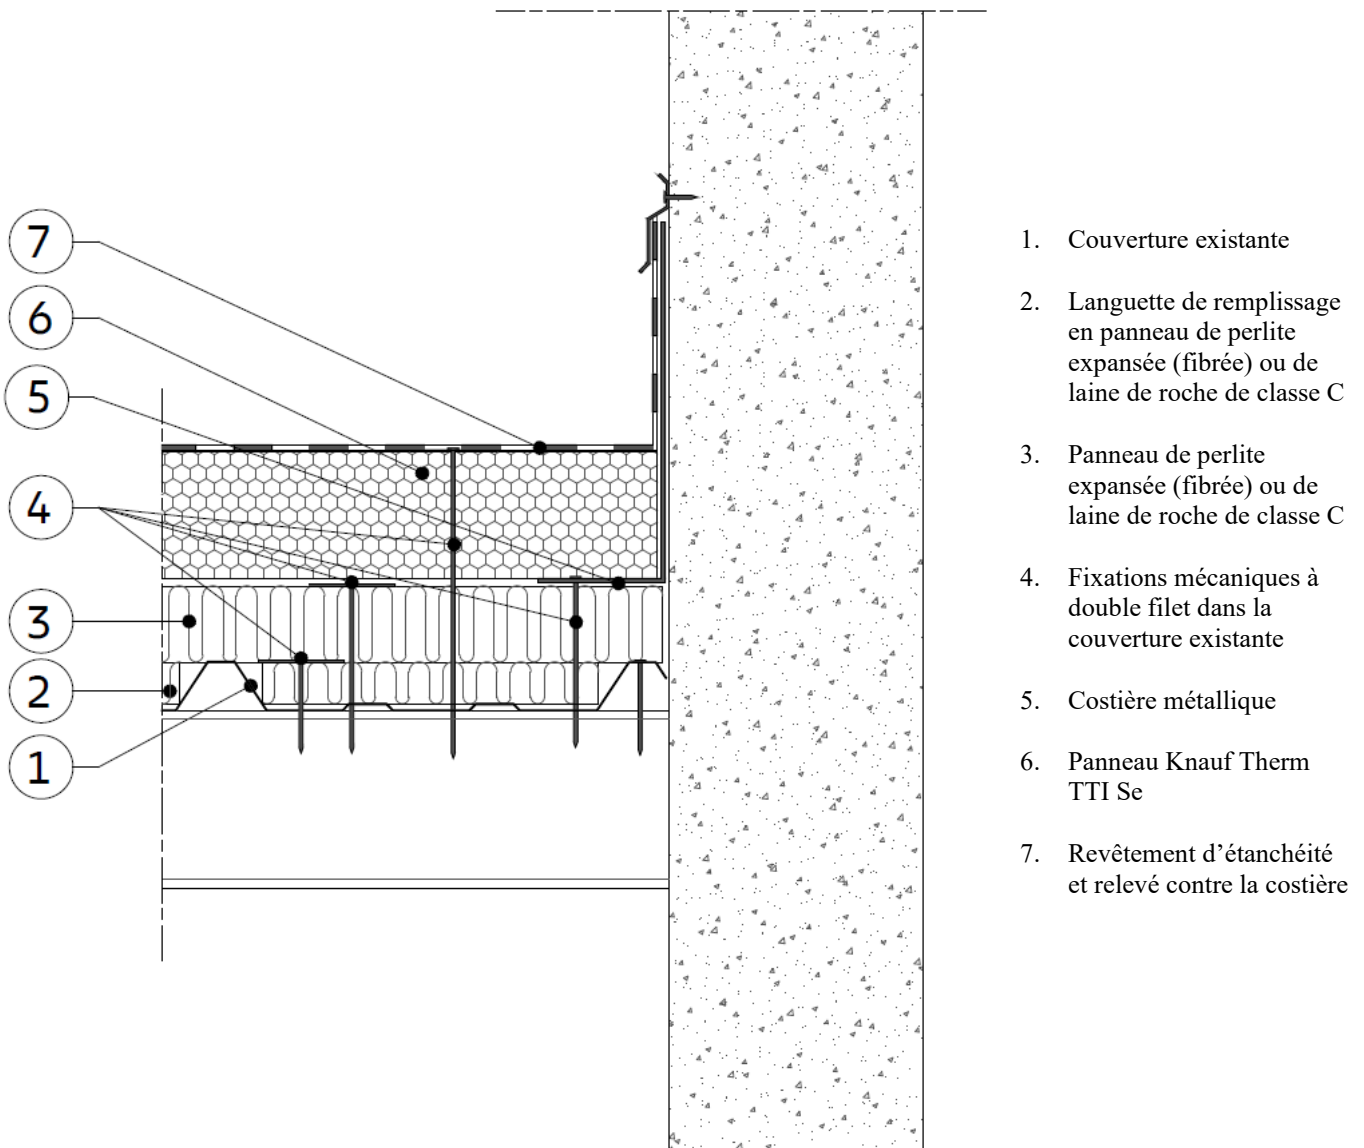 7
6
5
4
3
2
1
1. Couverture existante
2. Languette de remplissage
en panneau de perlite
expansée (fibrée) ou de
laine de roche de classe C
3. Panneau de perlite
expansée (fibrée) ou de
laine de roche de classe C
4. Fixations mécaniques à
double filet dans la
couverture existante
5. Costière métallique
6. Panneau Knauf Therm
TTI Se
7. Revêtement d’étanchéité
et relevé contre la costière